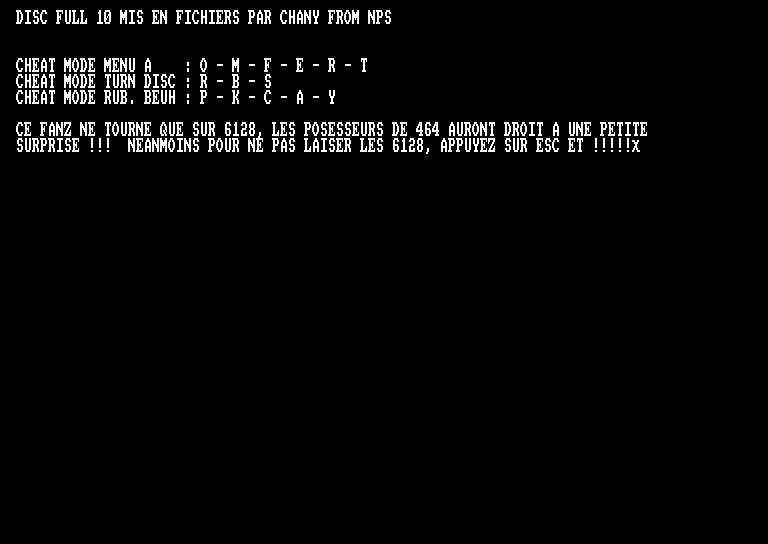 DISC FULL 10 MIS EN FICHIERS PAR CHANY FROM NPS
CHEAT MODE MENU A    : O - M - F - E - R - T
CHEAT MODE TURN DISC : R - B - S
CHEAT MODE RUB. BEUH : P - K - C - A - Y
CE FANZ NE TOURNE QUE SUR 6128, LES POSESSEURS DE 464 AURONT DROIT A UNE PETITE
SURPRISE !!!  NEANMOINS POUR NE PAS LAISER LES 6128, APPUYEZ SUR ESC ET !!!!!X